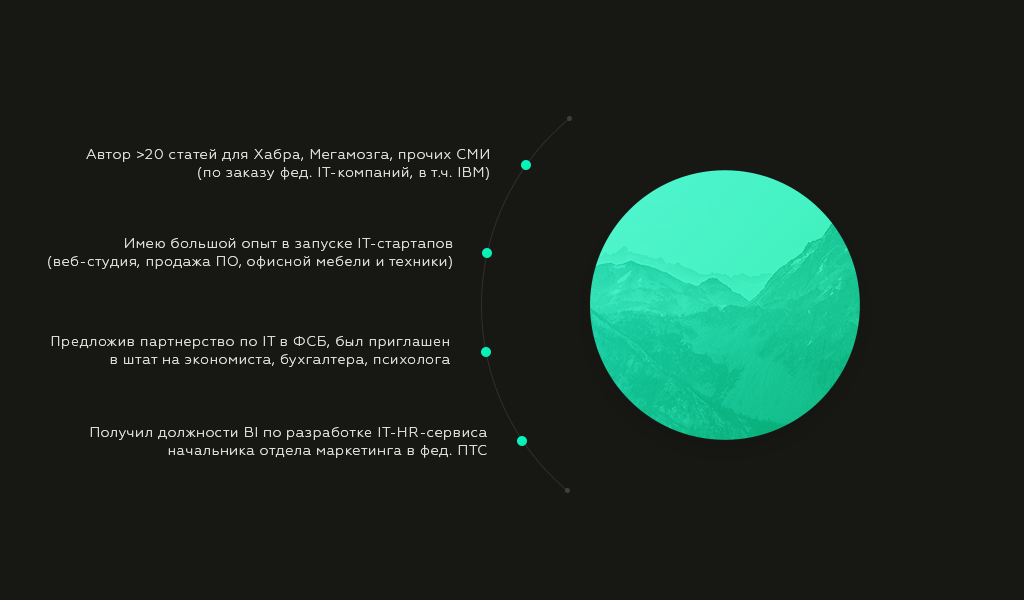 Автор >20 статей для Хабра, Мегамозга, прочих СМИ
(по заказу фед. IT-компаний, в т.ч. IBM)
Имею большой опыт в запуске IT-стартапов
(веб-студия, продажа ПО, офисной мебели и техники)
Предложив партнерство по IT в ФСБ, был приглашен
в штат на экономиста, бухгалтера, психолога
Получил должности BI по разработке IT-HR-сервиса
начальника отдела маркетинга в фед. ПТС